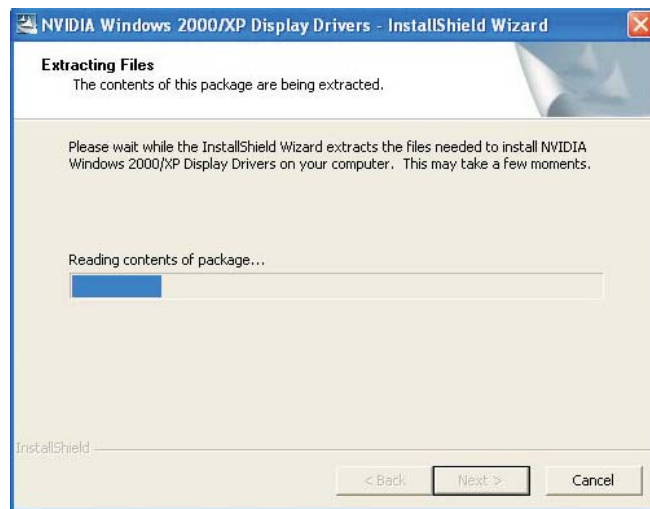 NVIDIA Windows 2000/XP Display Drivers - InstallShield Wizard
Extracting Files
The contents of this package are being extracted.
Please wait while the InstallShield Wizard extracts the files needed to install NVIDIA
Windows 2000/XP Display Drivers on your computer. This may take a few moments.
Reading contents of package...
InstallShield
< Back Next > Cancel